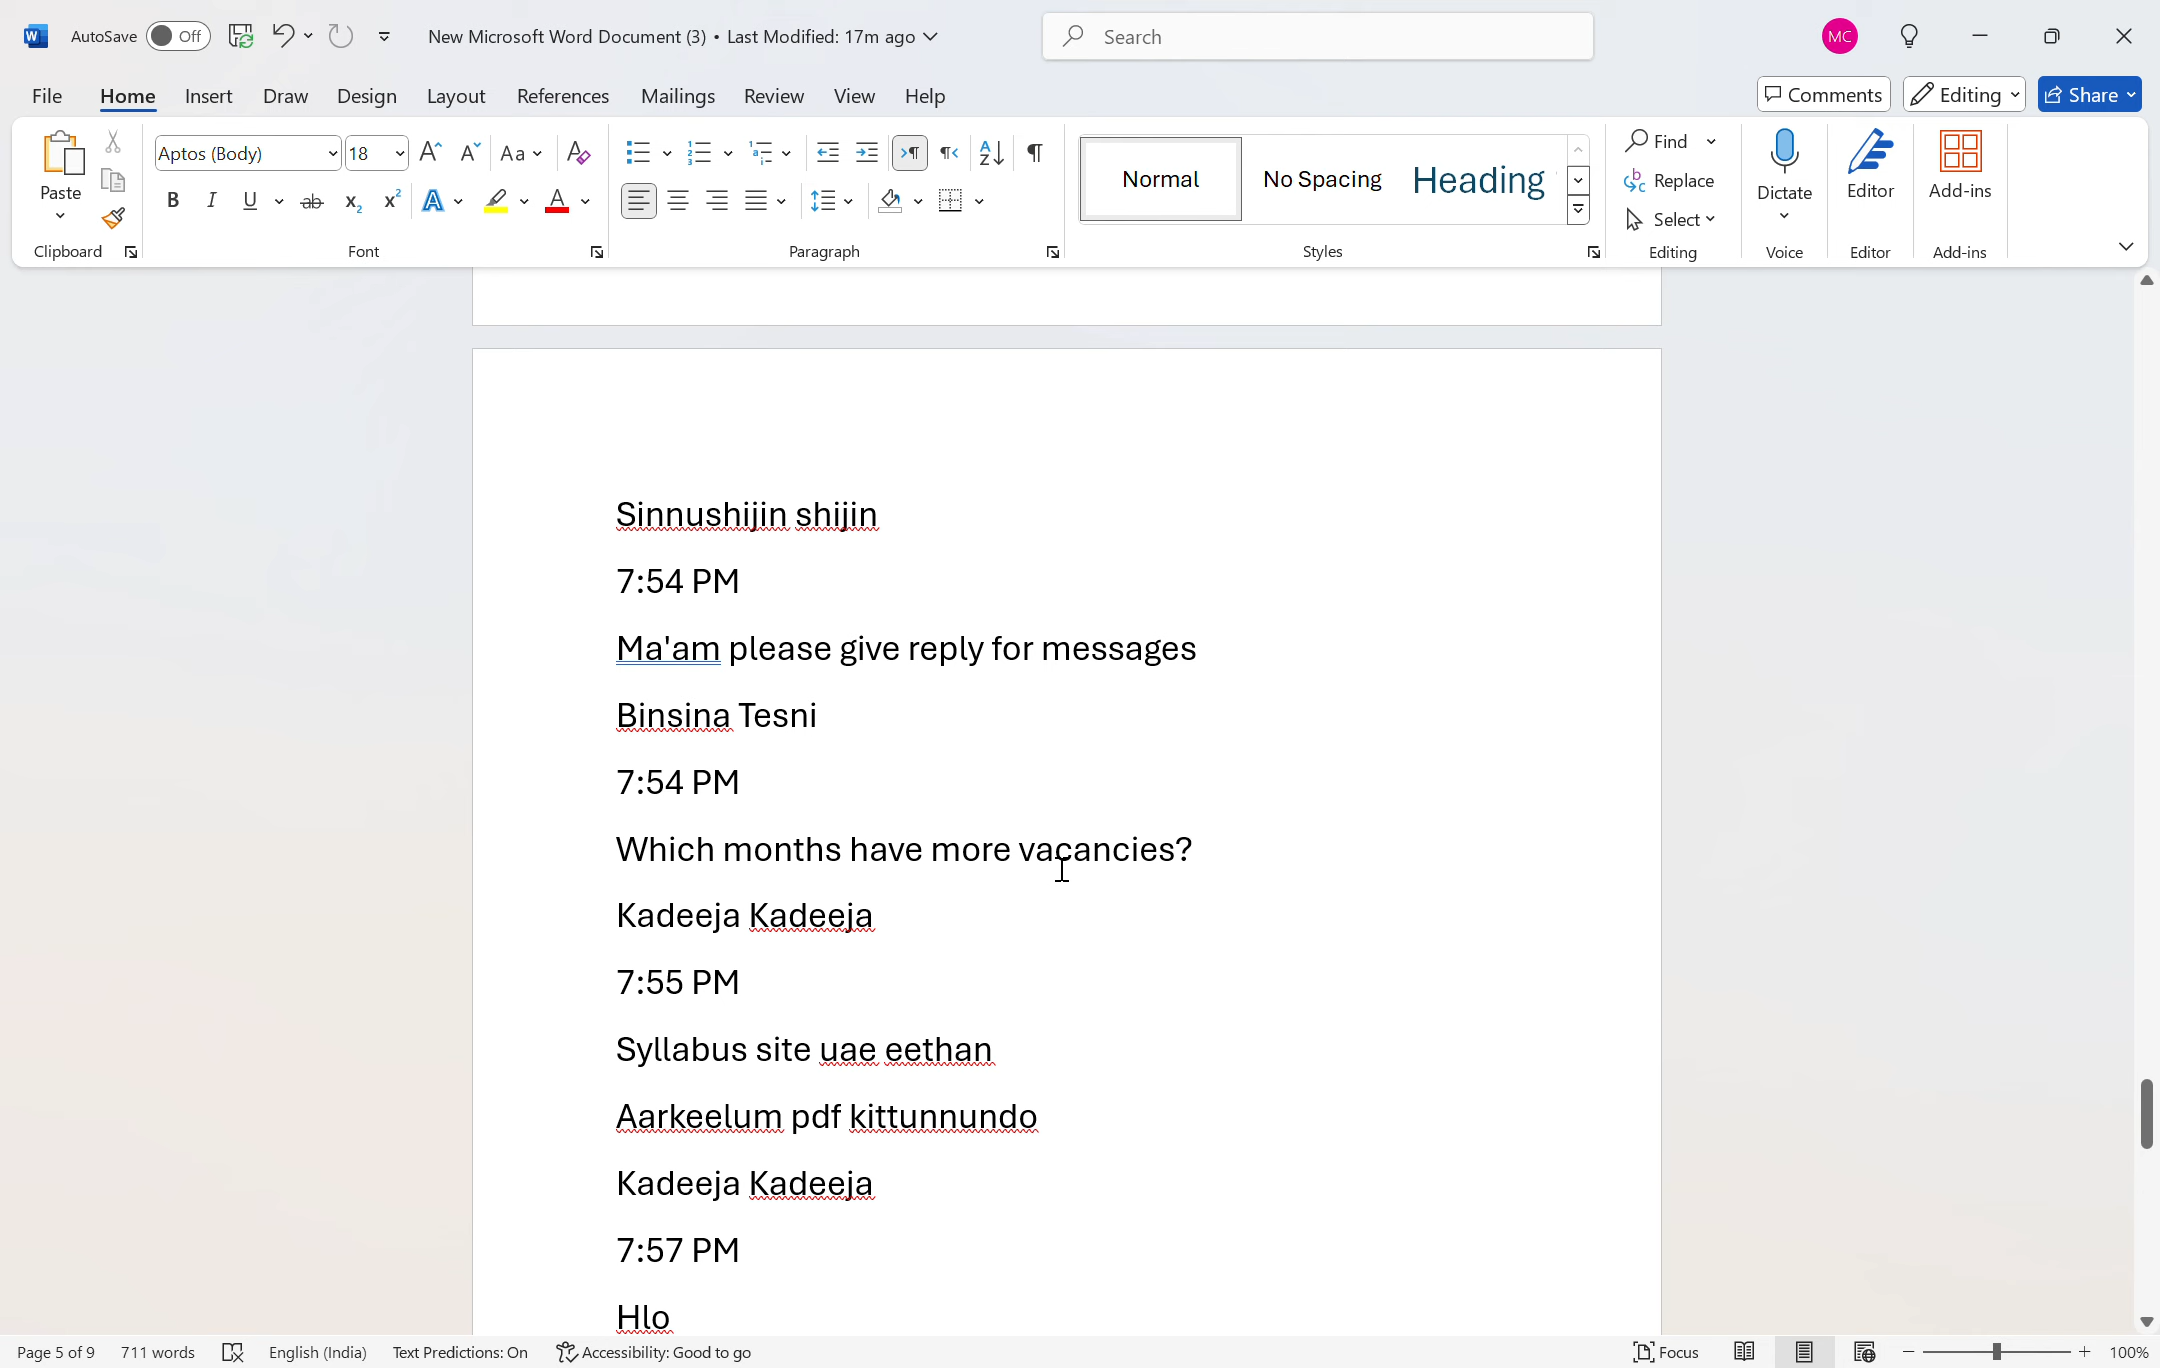 AutoSave Off New Microsoft Word Document (3) • Last Modified: 17m ago Search MC
File Home Insert Draw Design Layout References Mailings Review View Help Comments Editing Share
Paste
Clipboard
Aptos (Body) 18
Font
Paragraph
Normal No Spacing Heading
Styles
Find
Replace
Select
Editing
Dictate
Voice
Editor
Editor
Add-ins
Add-ins
Sinnushijin shijin
7:54 PM
Ma'am please give reply for messages
Binsina Tesni
7:54 PM
Which months have more vacancies?
Kadeeja Kadeeja
7:55 PM
Syllabus site uae eethan
Aarkeelum pdf kittunnundo
Kadeeja Kadeeja
7:57 PM
Hlo
Page 5 of 9 711 words English (India) Text Predictions: On Accessibility: Good to go Focus 100%